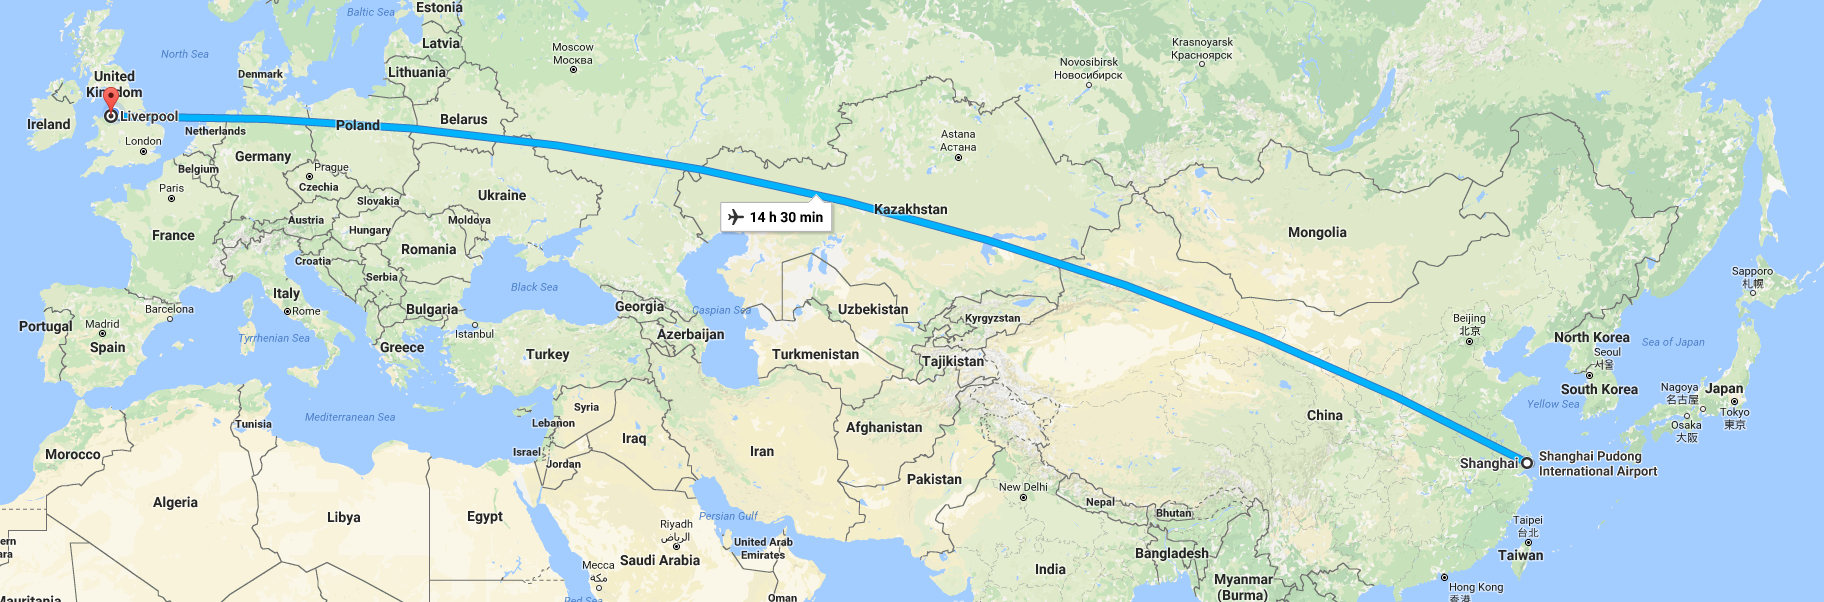 Baltic Sea
Estonia
Latvia
Lithuania
North Sea
Denmark
Moscow
Москва
Krasnoyarsk
Красноярск
Novosibirsk
Новосибирск
United
Kingdom
Liverpool
Ireland
Netherlands
Poland
Belarus
London
Belgium
Germany
Prague
Czechia
Paris
Slovakia
Ukraine
Astana
Астана
Austria
Moldova
Hungary
France
Romania
14 h 30 min
Kazakhstan
Mongolia
Croatia
Serbia
Italy
Rome
Black Sea
Bulgaria
Barcelona
Georgia
Caspian Sea
Uzbekistan
Kyrgyzstan
Sapporo
札幌
Beijing
北京
Portugal
Madrid
Spain
Tyrrhenian Sea
Istanbul
Greece
Turkey
Azerbaijan
Turkmenistan
Tajikistan
North Korea
Seoul
서울
Sea of Japan
South Korea
Nagoya
名古屋
Japan
Tokyo
東京
Osaka
大阪
Yellow Sea
Mediterranean Sea
Tunisia
Syria
Lebanon
Iraq
Iran
Afghanistan
China
Morocco
Israel
Jordan
Pakistan
New Delhi
Nepal
Bhutan
Shanghai
Shanghai Pudong
International Airport
Algeria
Libya
Egypt
Persian Gulf
Riyadh
الرياض
United Arab
Emirates
Saudi Arabia
Taipei
台北
Taiwan
Bangladesh
India
Myanmar
(Burma)
Hong Kong
香港
Mecca
مكة
Oman
Red Sea
ern
ara
Mauritania